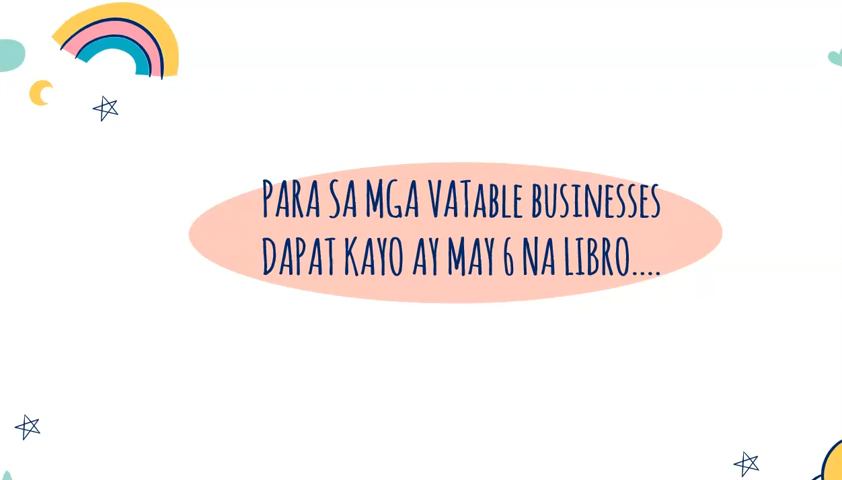 PARA SA MGA VATABLE BUSINESSES
DAPAT KAYO AY MAY 6 NA LIBRO....